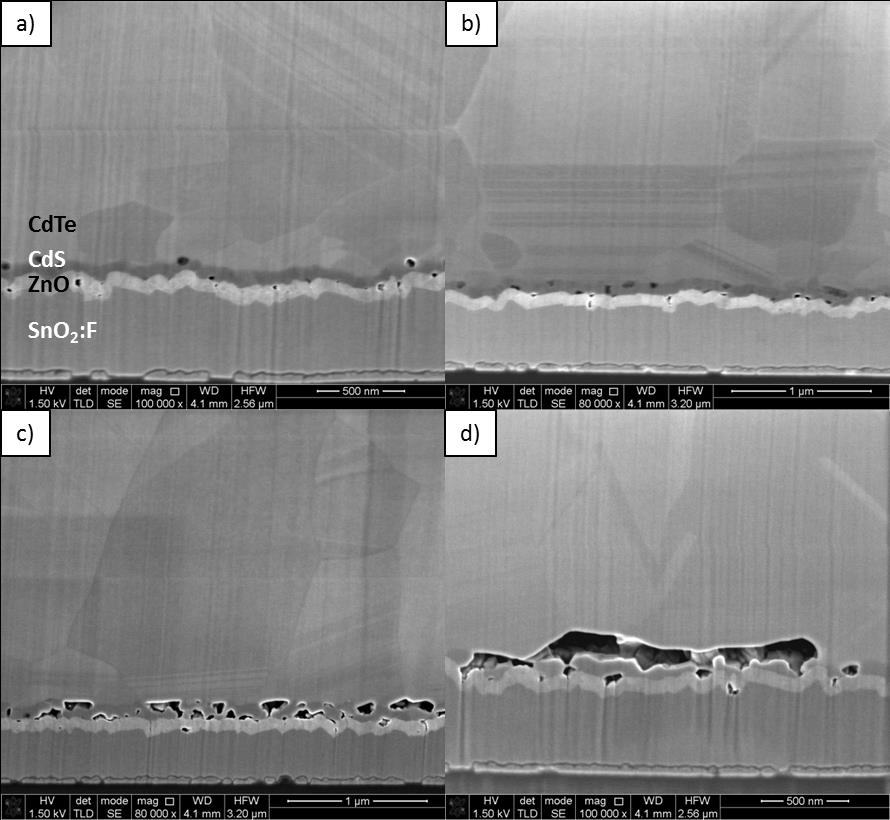 a)
CdTe
CdS
ZnO
SnO₂:F
HV det mode mag WD HFW 500 nm
1.50 kV TLD SE 100 000 x 4.1 mm 2.56 µm
b)
HV det mode mag WD HFW 1 µm
1.50 kV TLD SE 80 000 x 4.1 mm 3.20 µm
c)
HV det mode mag WD HFW 1 µm
1.50 kV TLD SE 80 000 x 4.1 mm 3.20 µm
d)
HV det mode mag WD HFW 500 nm
1.50 kV TLD SE 100 000 x 4.1 mm 2.56 µm